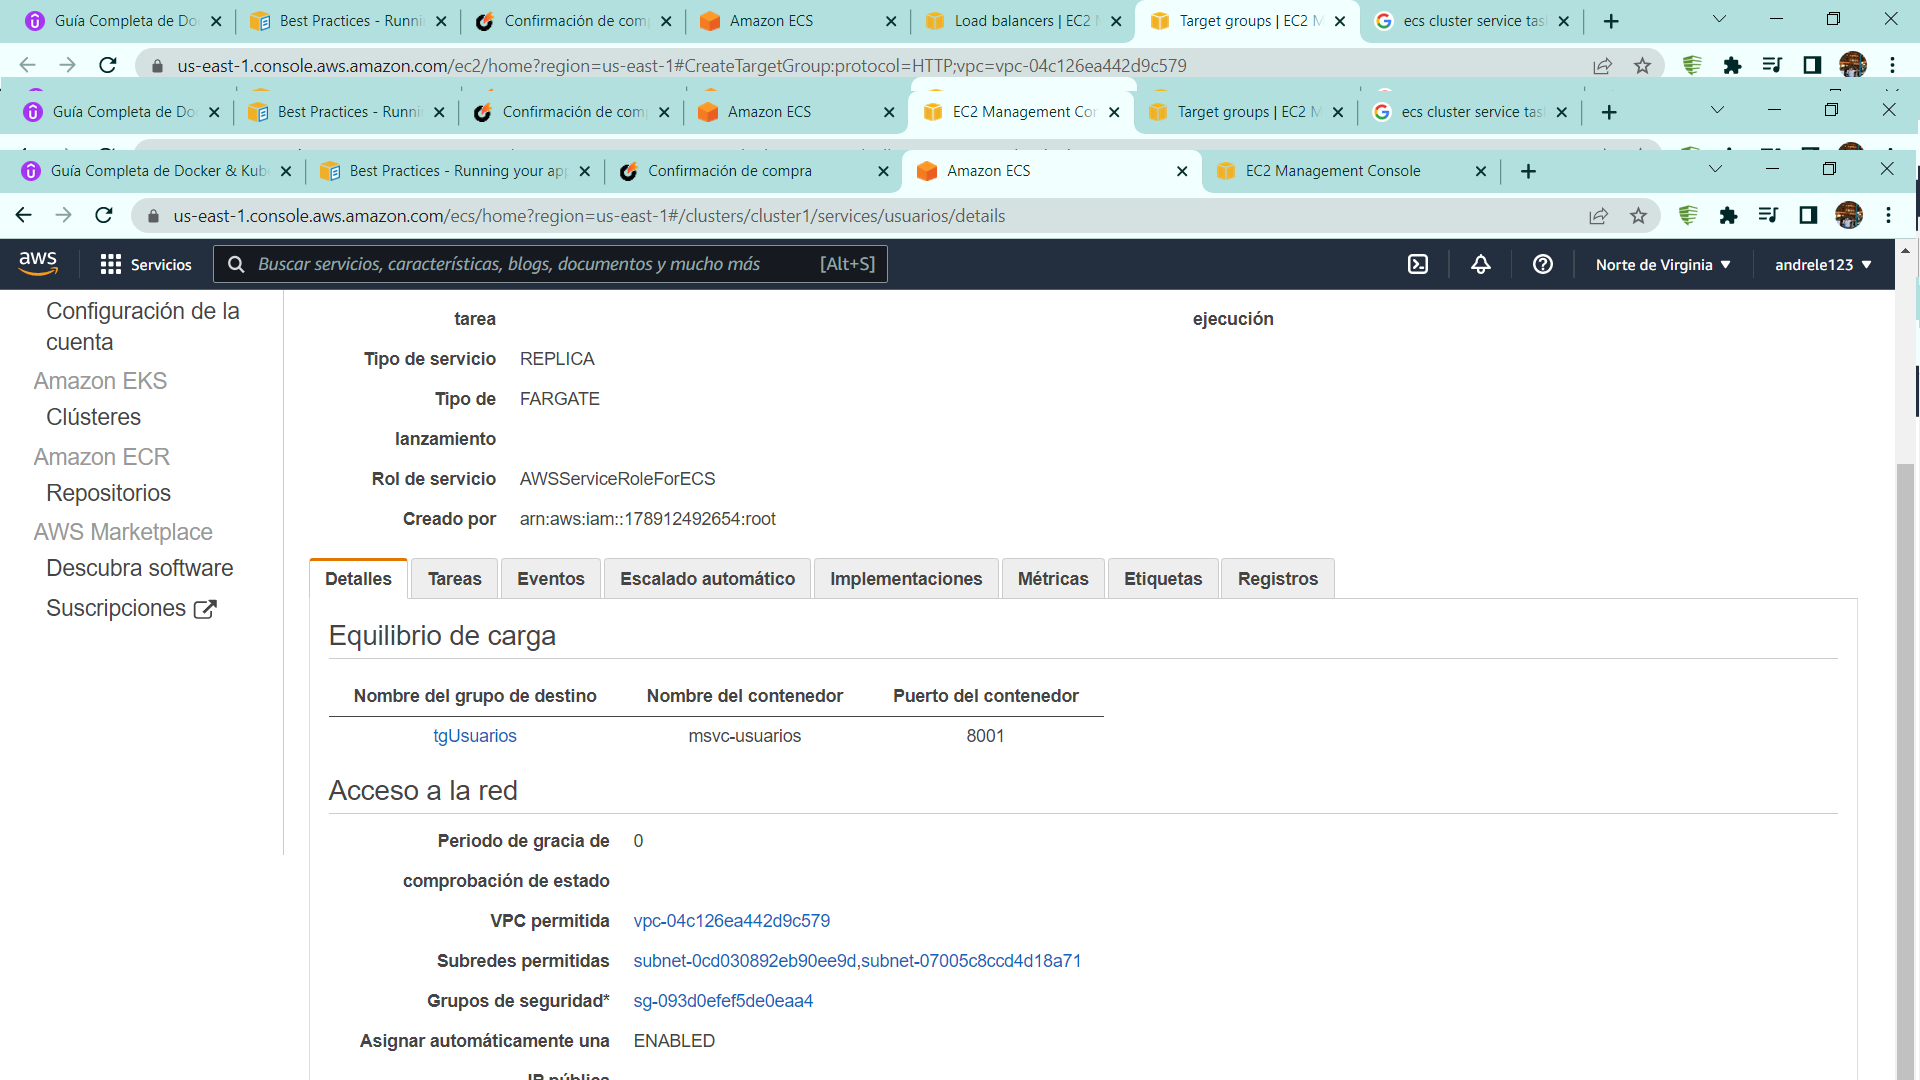 Guía Completa de Do
Best Practices - Runni
Confirmación de com
Amazon ECS
Load balancers | EC2
Target groups | EC2 M
ecs cluster service tas
us-east-1.console.aws.amazon.com/ec2/home?region=us-east-1#CreateTargetGroup:protocol=HTTP;vpc=vpc-04c126ea442d9c579
Guía Completa de Do
Best Practices - Runni
Confirmación de com
Amazon ECS
EC2 Management Con
Target groups | EC2 M
ecs cluster service tas
Guía Completa de Docker & Kub
Best Practices - Running your app
Confirmación de compra
Amazon ECS
EC2 Management Console
us-east-1.console.aws.amazon.com/ecs/home?region=us-east-1#/clusters/cluster1/services/usuarios/details
aws
Servicios
Buscar servicios, características, blogs, documentos y mucho más [Alt+S]
Norte de Virginia
andrele123
Configuración de la
cuenta
Amazon EKS
Clústeres
Amazon ECR
Repositorios
AWS Marketplace
Descubra software
Suscripciones
tarea
ejecución
Tipo de servicio REPLICA
Tipo de FARGATE
lanzamiento
Rol de servicio AWSServiceRoleForECS
Creado por arn:aws:iam::178912492654:root
Detalles Tareas Eventos Escalado automático Implementaciones Métricas Etiquetas Registros
Equilibrio de carga
Nombre del grupo de destino Nombre del contenedor Puerto del contenedor
tgUsuarios msvc-usuarios 8001
Acceso a la red
Periodo de gracia de 0
comprobación de estado
VPC permitida vpc-04c126ea442d9c579
Subredes permitidas subnet-0cd030892eb90ee9d,subnet-07005c8ccd4d18a71
Grupos de seguridad* sg-093d0efef5de0eaa4
Asignar automáticamente una ENABLED
IP pública